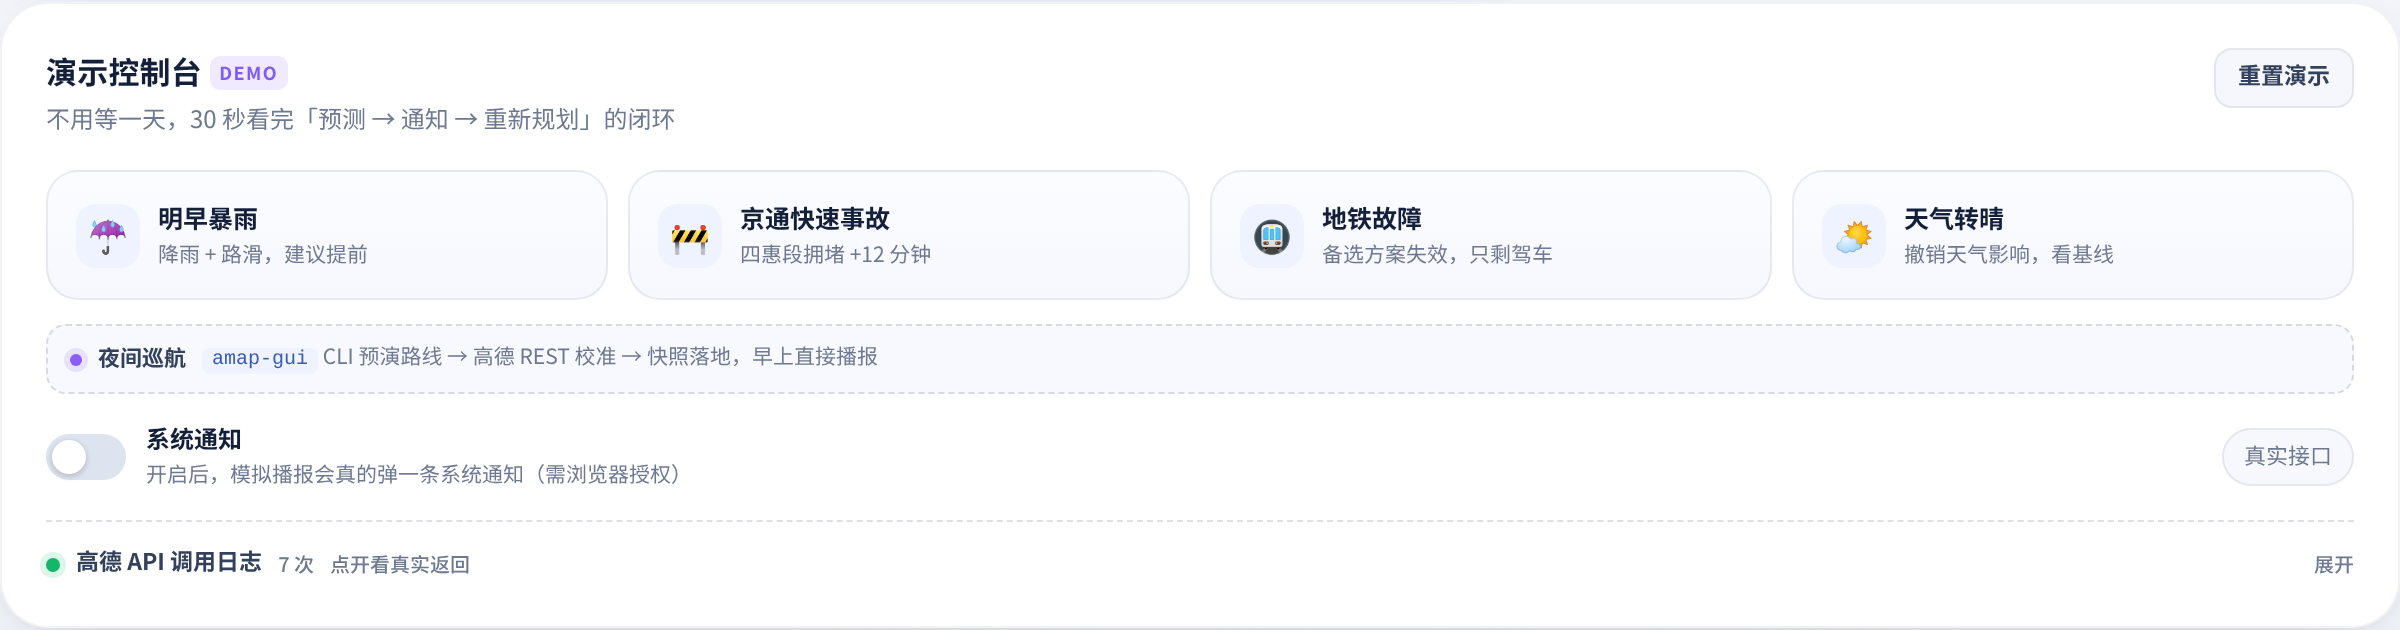 演示控制台 DEMO
重置演示
不用等一天，30 秒看完「预测 → 通知 → 重新规划」的闭环
明早暴雨
降雨 + 路滑，建议提前
京通快速事故
四惠段拥堵 +12 分钟
地铁故障
备选方案失效，只剩驾车
天气转晴
撤销天气影响，看基线
夜间巡航 amap-gui CLI 预演路线 → 高德 REST 校准 → 快照落地，早上直接播报
系统通知
开启后，模拟播报会真的弹一条系统通知（需浏览器授权）
真实接口
高德 API 调用日志 7 次 点开看真实返回
展开